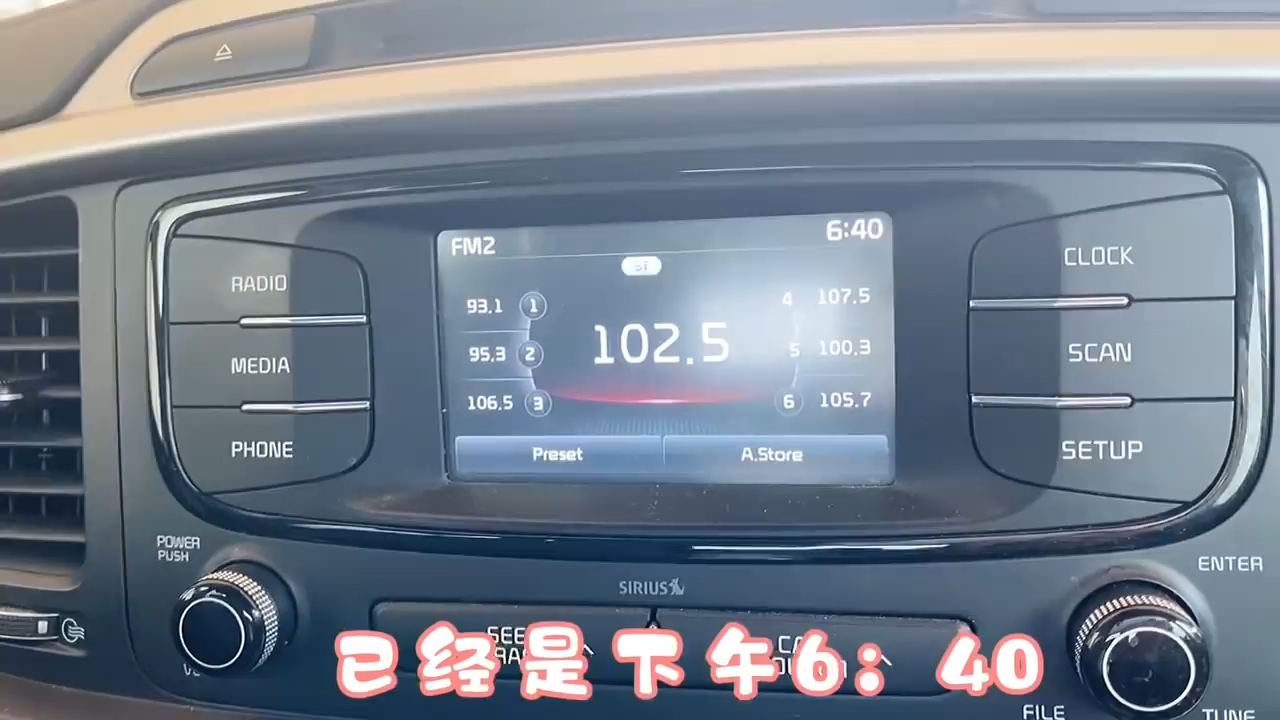 FM2
6:40
ST
93.1 1
95.3 2
106.5 3
102.5
4 107.5
5 100.3
6 105.7
Preset
A.Store
RADIO
MEDIA
PHONE
CLOCK
SCAN
SETUP
POWER
PUSH
SIRIUS
ENTER
FILE
TUNE
已经是下午6：40